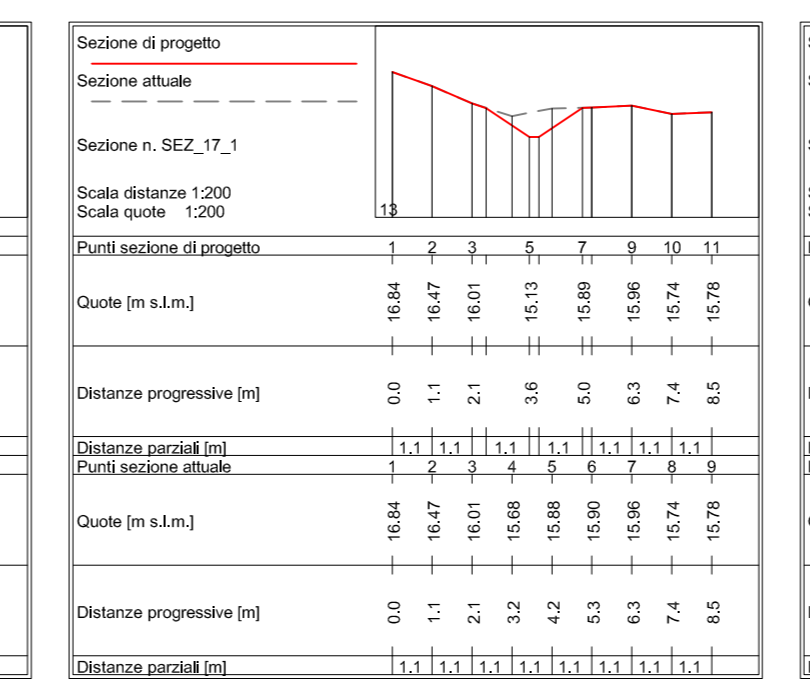 Sezione di progetto
Sezione attuale
Sezione n. SEZ_17_1
Scala distanze 1:200
Scala quote 1:200
13
Punti sezione di progetto 1 2 3 5 7 9 10 11
Quote [m s.l.m.] 16.84 16.47 16.01 15.13 15.89 15.96 15.74 15.78
Distanze progressive [m] 0.0 1.1 2.1 3.6 5.0 6.3 7.4 8.5
Distanze parziali [m] 1.1 1.1 1.1 1.1 1.1 1.1 1.1
Punti sezione attuale 1 2 3 4 5 6 7 8 9
Quote [m s.l.m.] 16.84 16.47 16.01 15.68 15.88 15.90 15.96 15.74 15.78
Distanze progressive [m] 0.0 1.1 2.1 3.2 4.2 5.3 6.3 7.4 8.5
Distanze parziali [m] 1.1 1.1 1.1 1.1 1.1 1.1 1.1 1.1